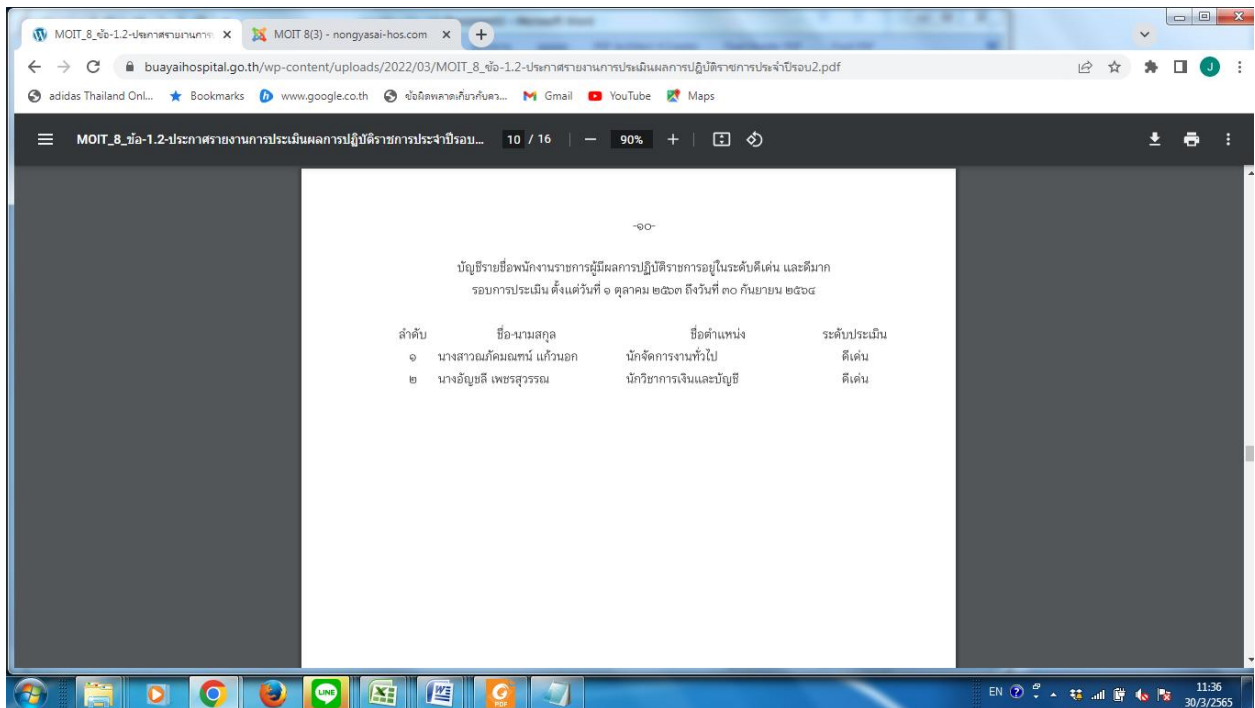 MOIT_8_ข้อ-1.2-ประกาศรายงานการ
MOIT 8(3) - nongyasai-hos.com
buayaihospital.go.th/wp-content/uploads/2022/03/MOIT_8_ข้อ-1.2-ประกาศรายงานการประเมินผลการปฏิบัติราชการประจำปีรอบ2.pdf
adidas Thailand Onl... Bookmarks www.google.co.th ข้อผิดพลาดเกี่ยวกับคว... Gmail YouTube Maps
MOIT_8_ข้อ-1.2-ประกาศรายงานการประเมินผลการปฏิบัติราชการประจำปีรอบ... 10 / 16 90%
-๑๐-
บัญชีรายชื่อพนักงานราชการผู้มีผลการปฏิบัติราชการอยู่ในระดับดีเด่น และดีมาก
รอบการประเมิน ตั้งแต่วันที่ ๑ ตุลาคม ๒๕๖๓ ถึงวันที่ ๓๐ กันยายน ๒๕๖๔
ลำดับ ชื่อ-นามสกุล ชื่อตำแหน่ง ระดับประเมิน
๑ นางสาวณภัคมณฑน์ แก้วนอก นักจัดการงานทั่วไป ดีเด่น
๒ นางอัญชลี เพชรสุวรรณ นักวิชาการเงินและบัญชี ดีเด่น
EN 11:36
30/3/2565